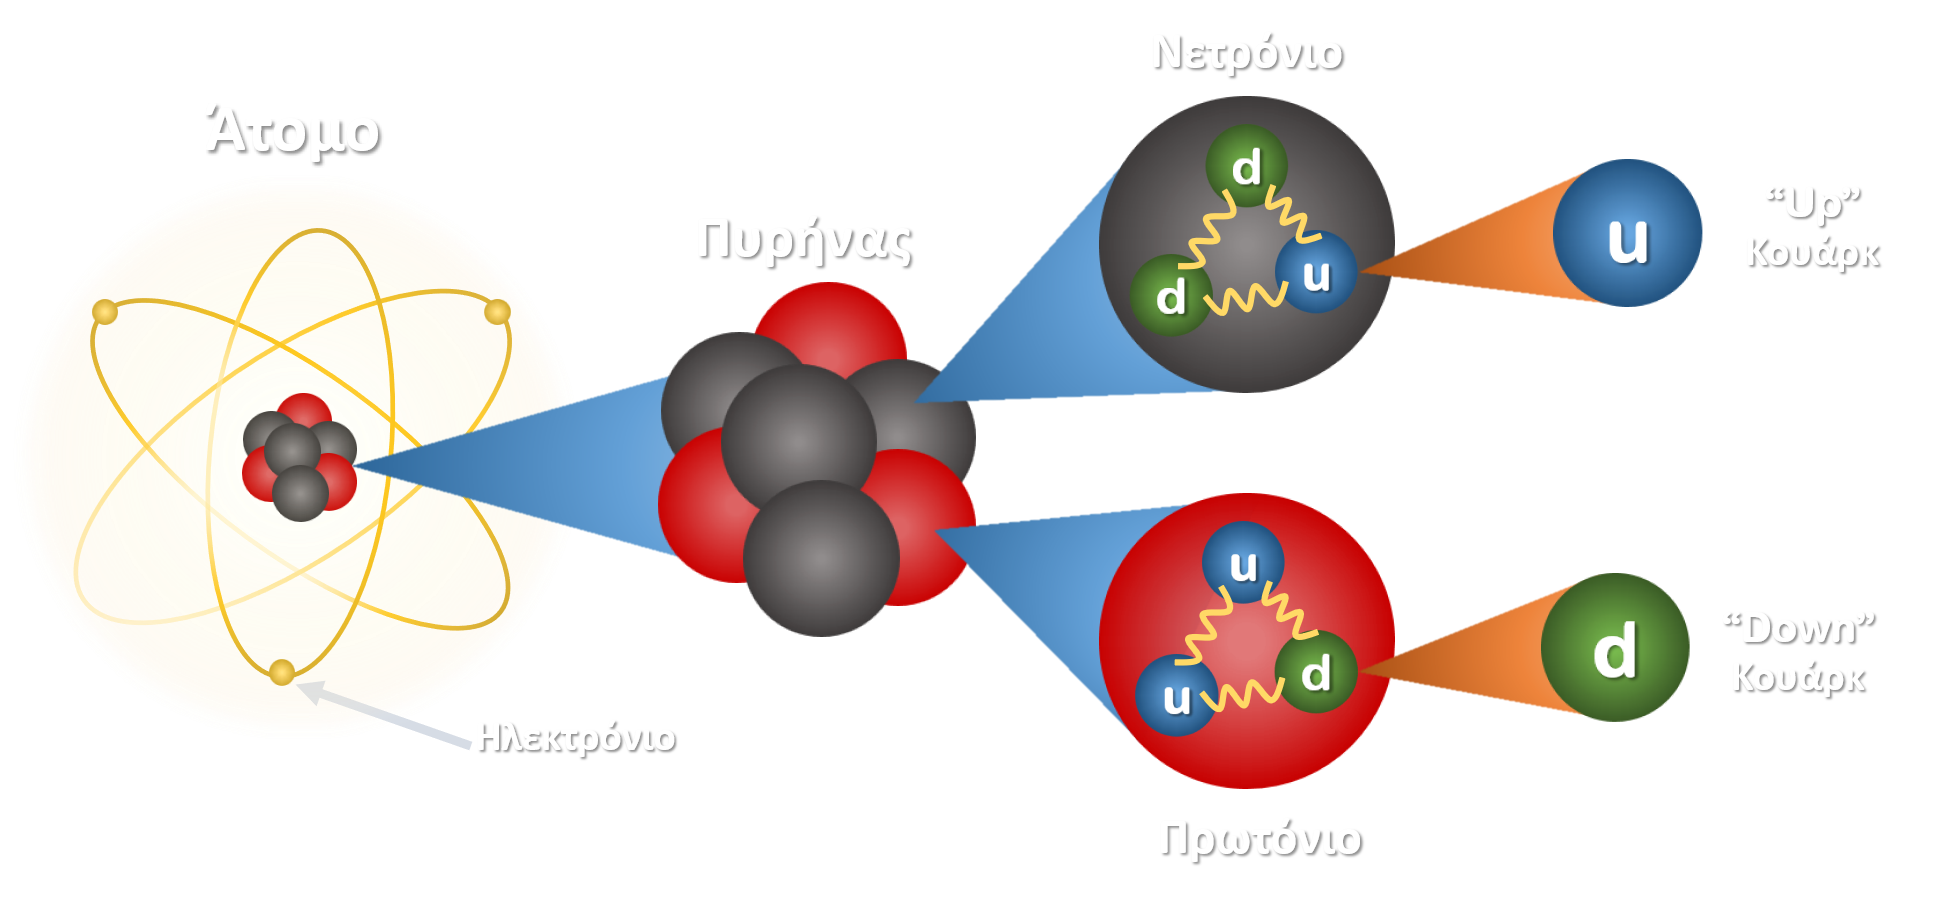 Άτομο
Ηλεκτρόνιο
Πυρήνας
Νετρόνιο
d
d
u
u
“Up”
Κουάρκ
u
u
d
Πρωτόνιο
d
“Down”
Κουάρκ